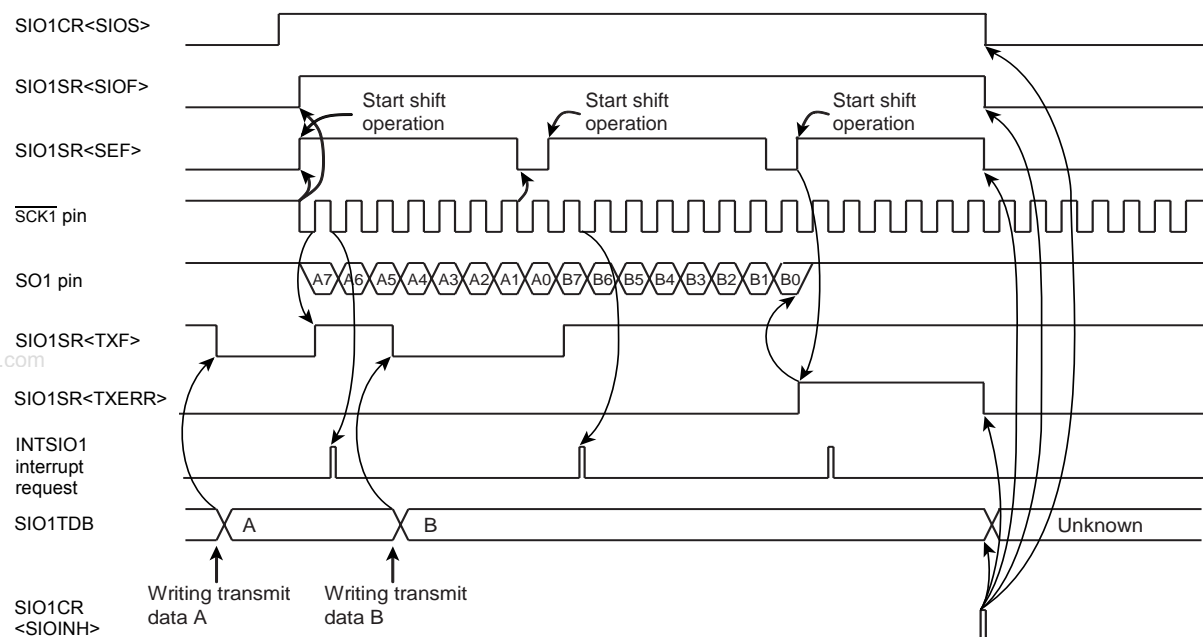 SIO1CR<SIOS>
SIO1SR<SIOF>
Start shift
operation
Start shift
operation
Start shift
operation
SIO1SR<SEF>
SCK1 pin
SO1 pin
A7 A6 A5 A4 A3 A2 A1 A0 B7 B6 B5 B4 B3 B2 B1 B0
SIO1SR<TXF>
.com
SIO1SR<TXERR>
INTSIO1
interrupt
request
SIO1TDB
A
B
Unknown
Writing transmit
data A
Writing transmit
data B
SIO1CR
<SIOINH>